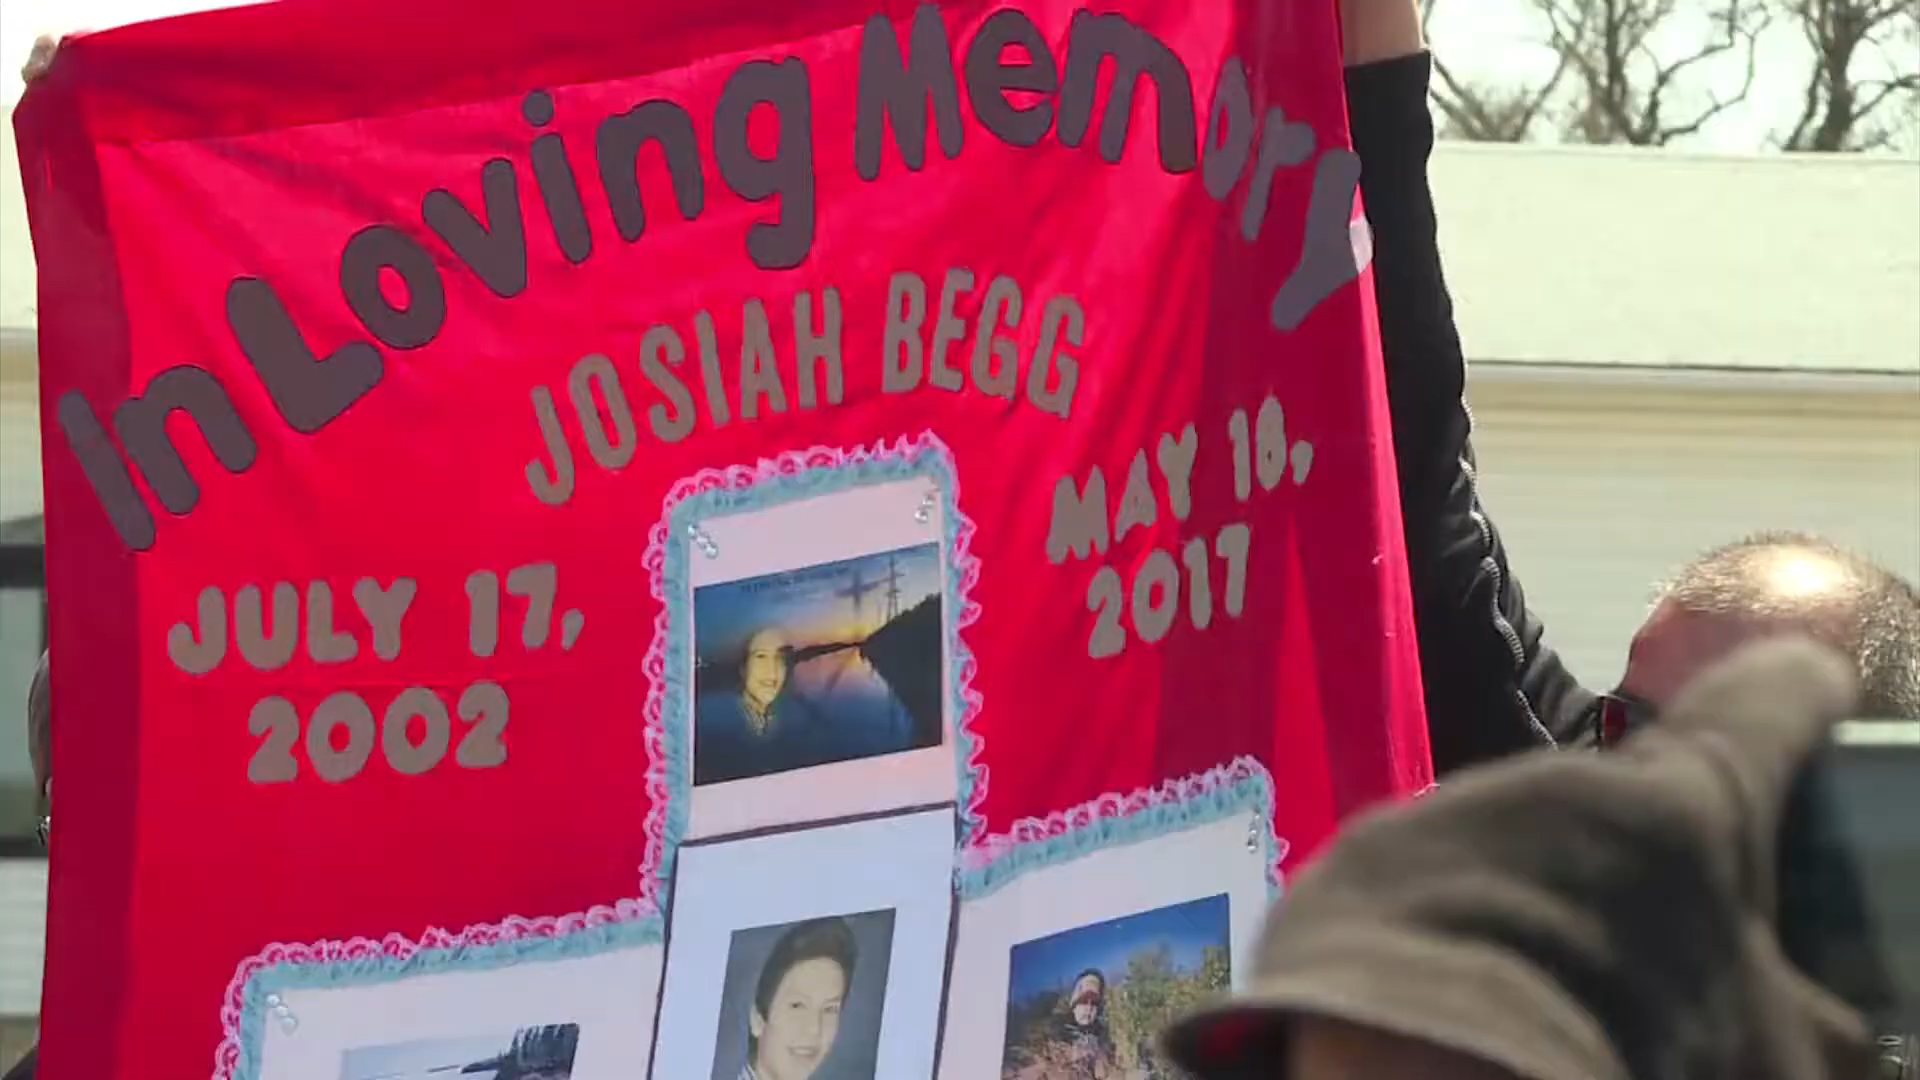 In Loving Memory
JOSIAH BEGG
JULY 17,
2002
MAY 18,
2017